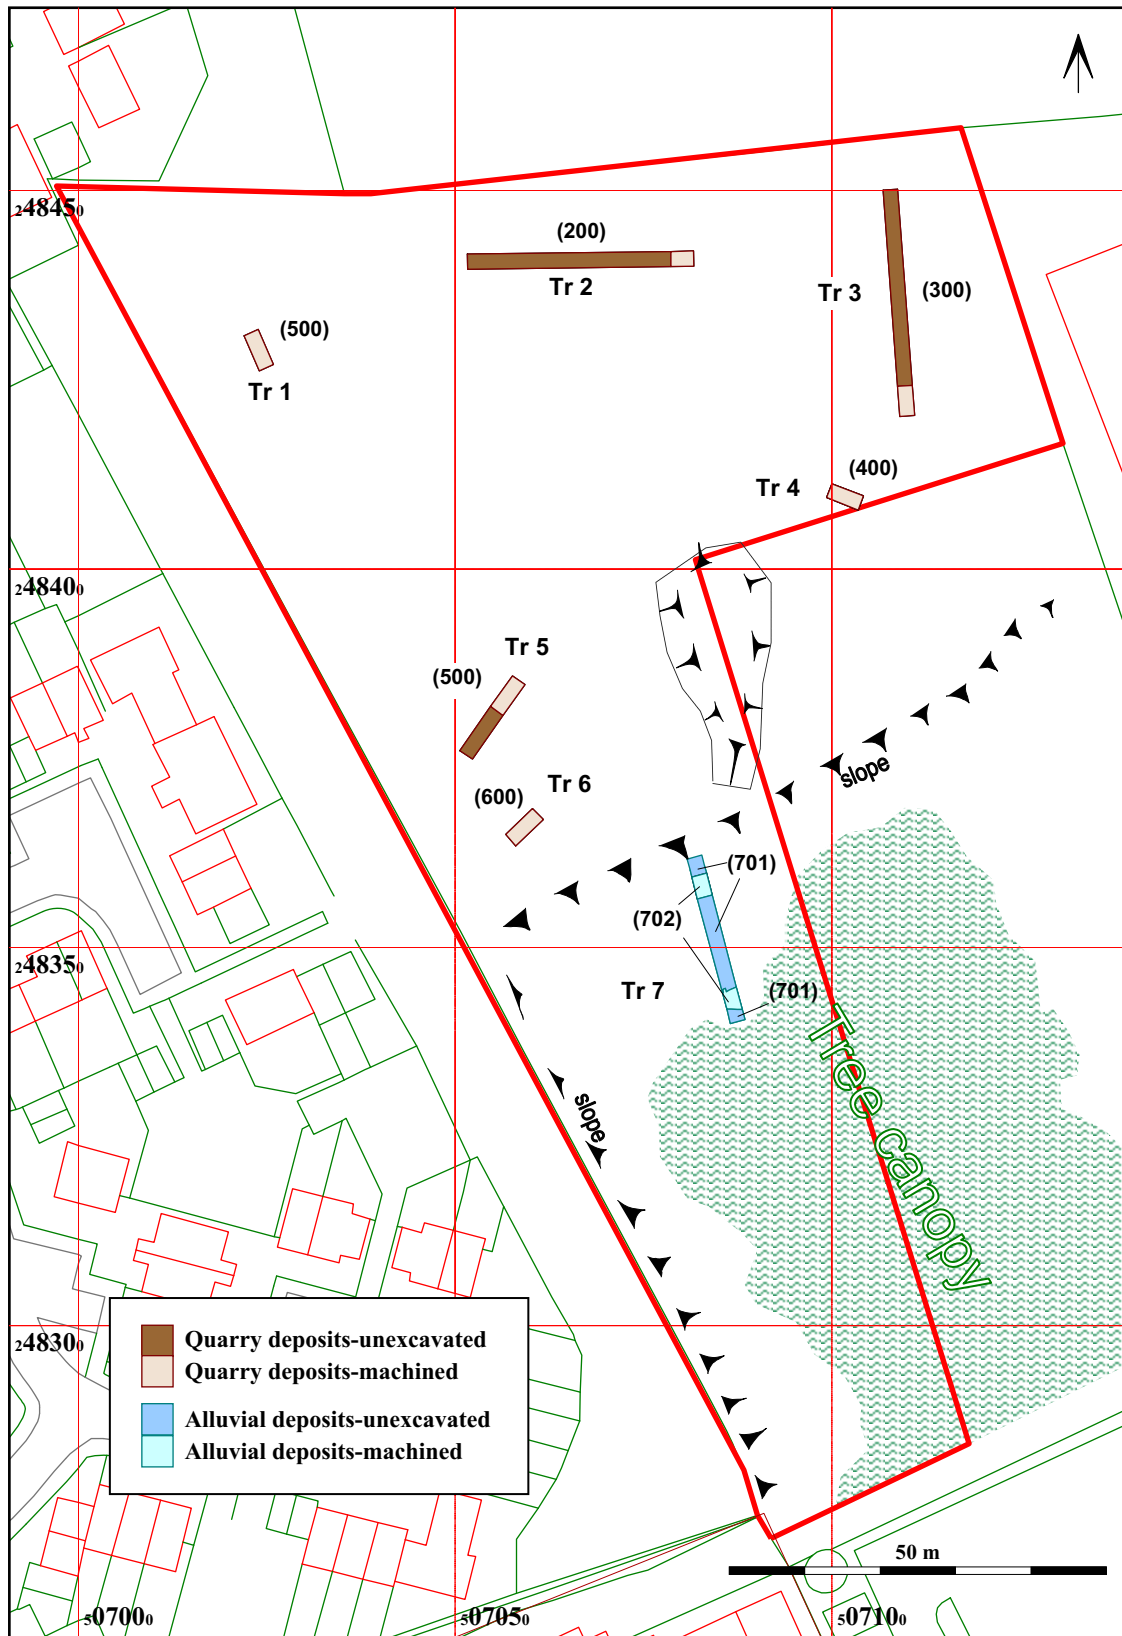 248450
(200)
Tr 2
Tr 3
(300)
(500)
Tr 1
(400)
Tr 4
248400
Tr 5
(500)
Tr 6
(600)
slope
(701)
(702)
248350
Tr 7
(701)
Tree canopy
slope
248300
Quarry deposits-unexcavated
Quarry deposits-machined
Alluvial deposits-unexcavated
Alluvial deposits-machined
50 m
507000
507050
507100